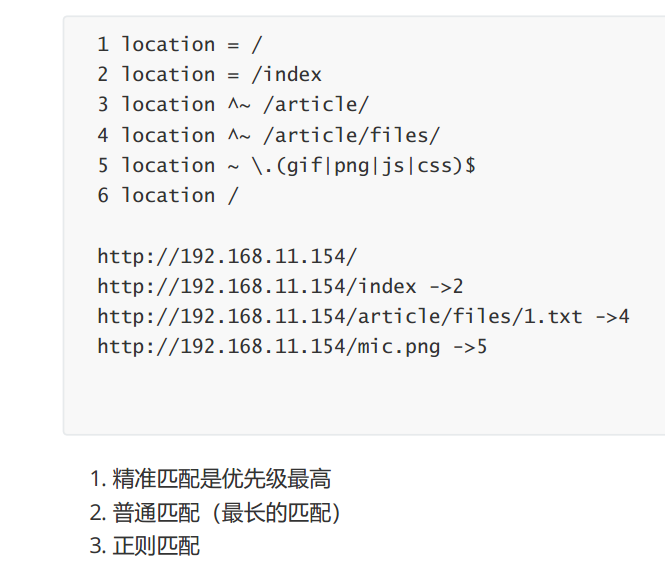 1 location = /
2 location = /index
3 location ^~ /article/
4 location ^~ /article/files/
5 location ~ \.(gif|png|js|css)$
6 location /
http://192.168.11.154/
http://192.168.11.154/index ->2
http://192.168.11.154/article/files/1.txt ->4
http://192.168.11.154/mic.png ->5
1. 精准匹配是优先级最高
2. 普通匹配（最长的匹配）
3. 正则匹配